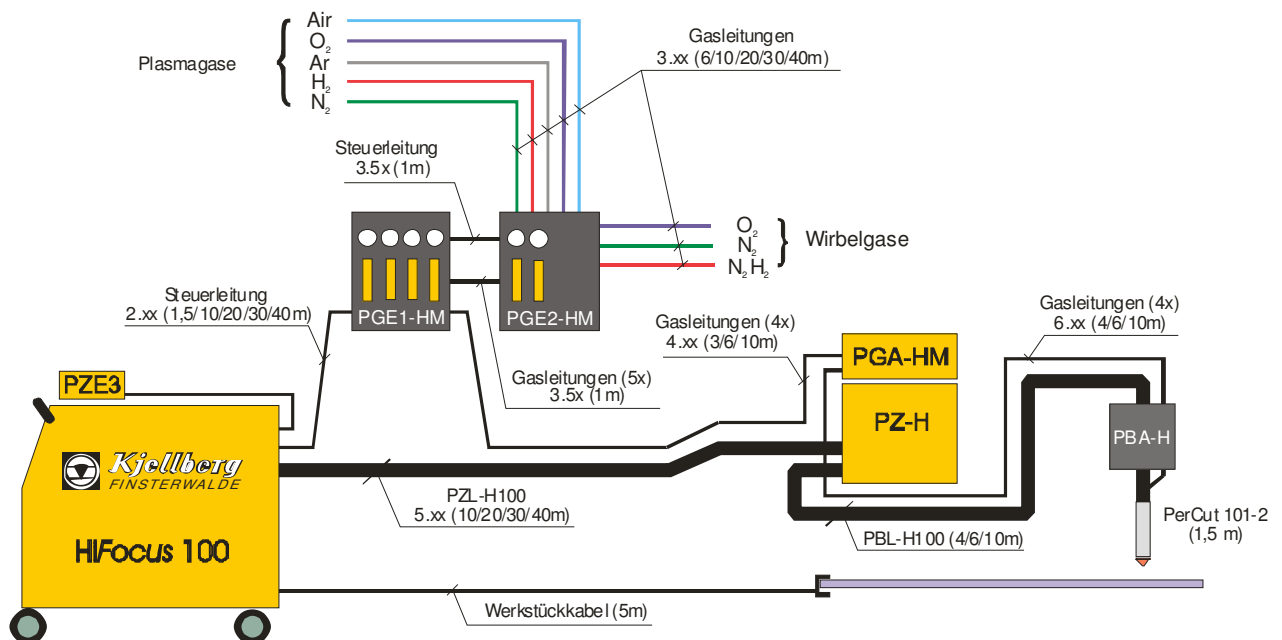 Plasmagase
Air
O₂
Ar
H₂
N₂
Gasleitungen
3.xx (6/10/20/30/40m)
Steuerleitung
3.5x (1m)
O₂
N₂
N₂H₂
Wirbelgase
PGE1-HM
PGE2-HM
Steuerleitung
2.xx (1,5/10/20/30/40m)
Gasleitungen (5x)
3.5x (1m)
Gasleitungen (4x)
4.xx (3/6/10m)
Gasleitungen (4x)
6.xx (4/6/10m)
PGA-HM
PZ-H
PBA-H
PZE3
Kjellberg
FINSTERWALDE
HiFocus 100
PZL-H100
5.xx (10/20/30/40m)
PBL-H100 (4/6/10m)
PerCut 101-2
(1,5 m)
Werkstückkabel (5m)